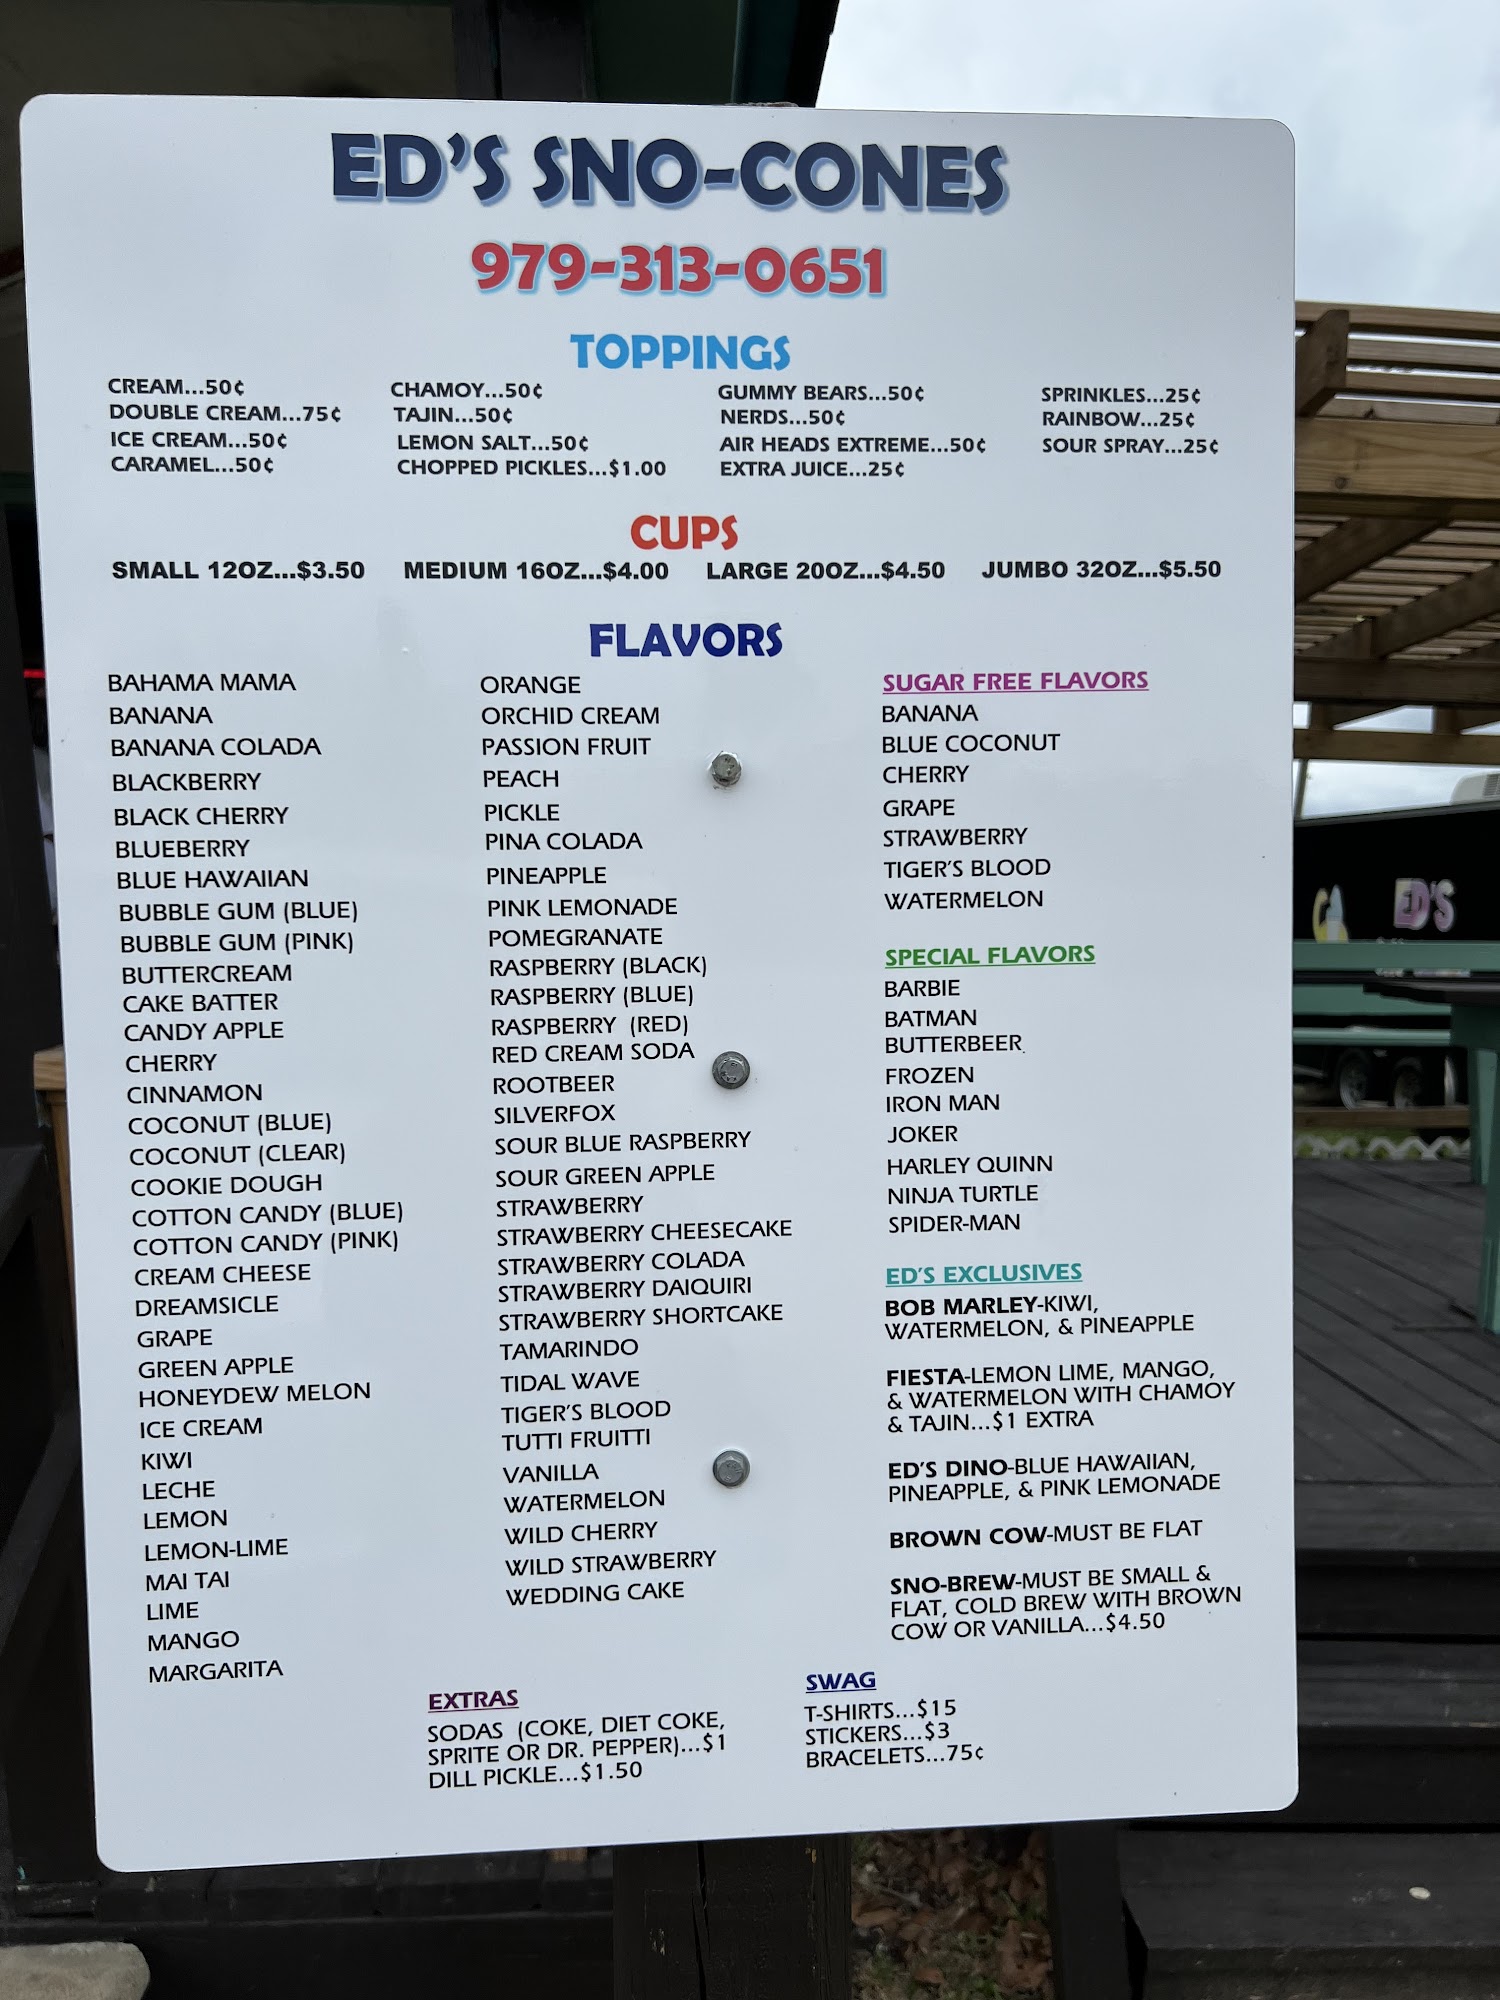 ED'S SNO-CONES
979-313-0651
TOPPINGS
CREAM...50¢
DOUBLE CREAM...75¢
ICE CREAM...50¢
CARAMEL...50¢
CHAMOY...50¢
TAJIN...50¢
LEMON SALT...50¢
CHOPPED PICKLES...$1.00
GUMMY BEARS...50¢
NERDS...50¢
AIR HEADS EXTREME...50¢
EXTRA JUICE...25¢
SPRINKLES...25¢
RAINBOW...25¢
SOUR SPRAY...25¢
CUPS
SMALL 12OZ...$3.50 MEDIUM 16OZ...$4.00 LARGE 20OZ...$4.50 JUMBO 32OZ...$5.50
FLAVORS
BAHAMA MAMA
BANANA
BANANA COLADA
BLACKBERRY
BLACK CHERRY
BLUEBERRY
BLUE HAWAIIAN
BUBBLE GUM (BLUE)
BUBBLE GUM (PINK)
BUTTERCREAM
CAKE BATTER
CANDY APPLE
CHERRY
CINNAMON
COCONUT (BLUE)
COCONUT (CLEAR)
COOKIE DOUGH
COTTON CANDY (BLUE)
COTTON CANDY (PINK)
CREAM CHEESE
DREAMSICLE
GRAPE
GREEN APPLE
HONEYDEW MELON
ICE CREAM
KIWI
LECHE
LEMON
LEMON-LIME
MAI TAI
LIME
MANGO
MARGARITA
ORANGE
ORCHID CREAM
PASSION FRUIT
PEACH
PICKLE
PINA COLADA
PINEAPPLE
PINK LEMONADE
POMEGRANATE
RASPBERRY (BLACK)
RASPBERRY (BLUE)
RASPBERRY (RED)
RED CREAM SODA
ROOTBEER
SILVERFOX
SOUR BLUE RASPBERRY
SOUR GREEN APPLE
STRAWBERRY
STRAWBERRY CHEESECAKE
STRAWBERRY COLADA
STRAWBERRY DAIQUIRI
STRAWBERRY SHORTCAKE
TAMARINDO
TIDAL WAVE
TIGER'S BLOOD
TUTTI FRUITTI
VANILLA
WATERMELON
WILD CHERRY
WILD STRAWBERRY
WEDDING CAKE
SUGAR FREE FLAVORS
BANANA
BLUE COCONUT
CHERRY
GRAPE
STRAWBERRY
TIGER'S BLOOD
WATERMELON
SPECIAL FLAVORS
BARBIE
BATMAN
BUTTERBEER
FROZEN
IRON MAN
JOKER
HARLEY QUINN
NINJA TURTLE
SPIDER-MAN
ED'S EXCLUSIVES
BOB MARLEY-KIWI,
WATERMELON, & PINEAPPLE
FIESTA-LEMON LIME, MANGO,
& WATERMELON WITH CHAMOY
& TAJIN...$1 EXTRA
ED'S DINO-BLUE HAWAIIAN,
PINEAPPLE, & PINK LEMONADE
BROWN COW-MUST BE FLAT
SNO-BREW-MUST BE SMALL &
FLAT, COLD BREW WITH BROWN
COW OR VANILLA...$4.50
EXTRAS
SODAS (COKE, DIET COKE,
SPRITE OR DR. PEPPER)...$1
DILL PICKLE...$1.50
SWAG
T-SHIRTS...$15
STICKERS...$3
BRACELETS...75¢
ED'S